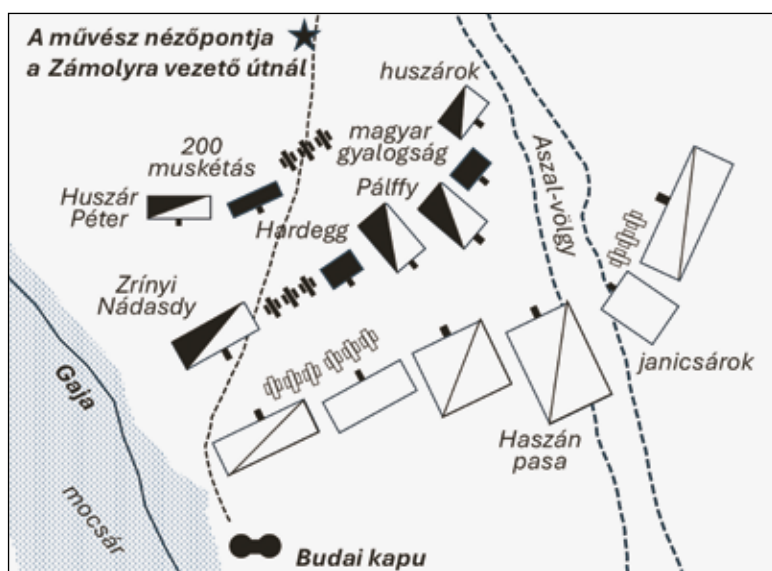 A művész nézőpontja
a Zámolyra vezető útnál
huszárok
200
muskétás
magyar
gyalogság
Huszár
Péter
Pálffy
Hardegg
Aszal-völgy
Zrínyi
Nádasdy
janicsárok
Gaja
Haszán
pasa
mocsár
Budai kapu